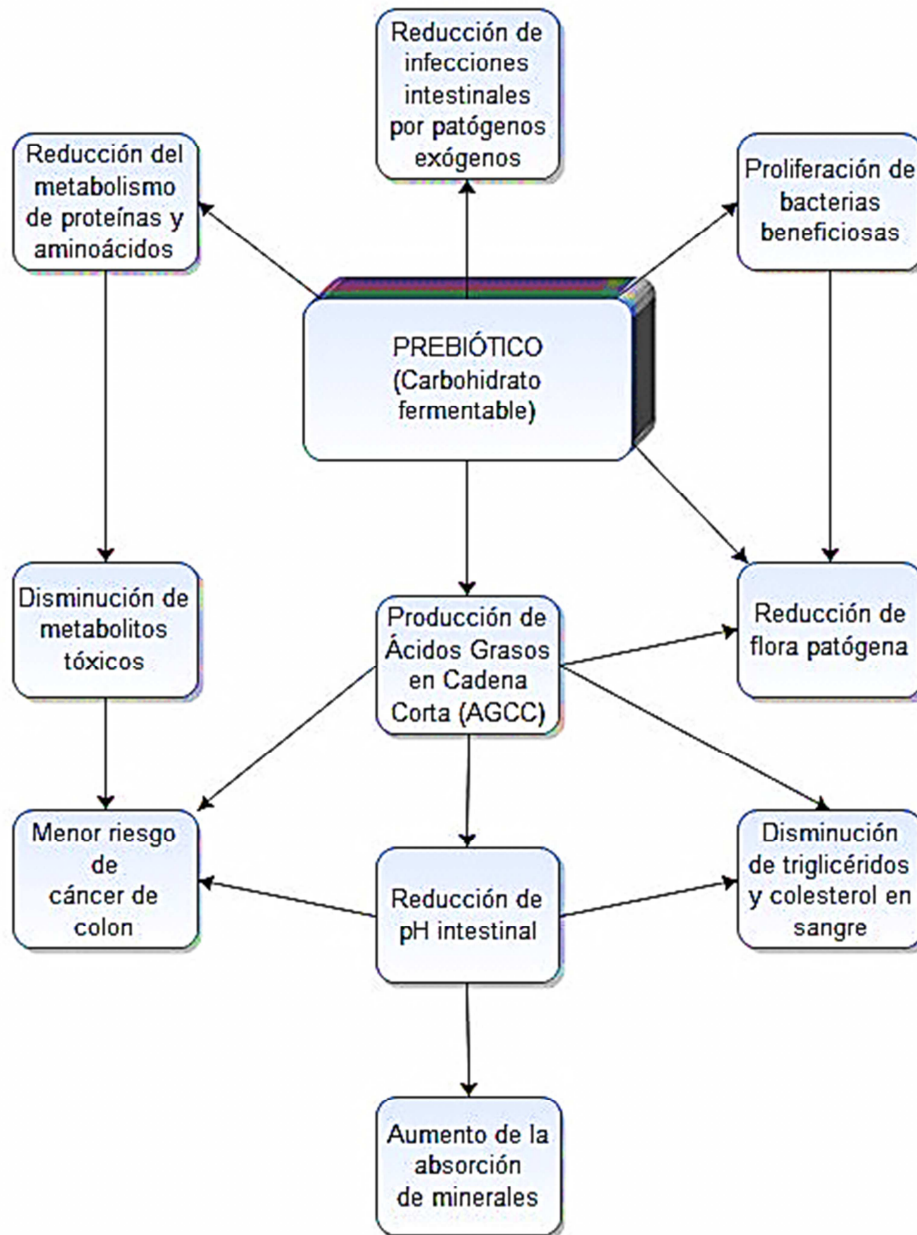 Reducción de
infecciones
intestinales
por patógenos
exógenos
Reducción del
metabolismo
de proteínas y
aminoácidos
Proliferación de
bacterias
beneficiosas
PREBIÓTICO
(Carbohidrato
fermentable)
Disminución de
metabolitos
tóxicos
Producción de
Ácidos Grasos
en Cadena
Corta (AGCC)
Reducción de
flora patógena
Menor riesgo
de
cáncer de
colon
Reducción de
pH intestinal
Disminución
de triglicéridos
y colesterol en
sangre
Aumento de la
absorción
de minerales